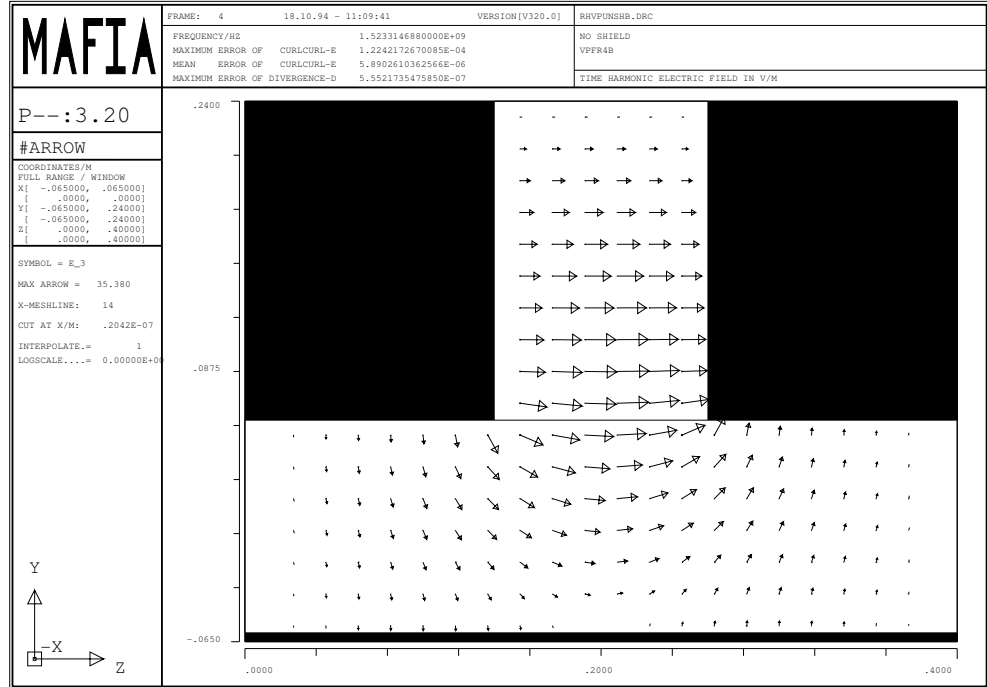 MAFIA
FRAME: 4 18.10.94 - 11:09:41 VERSION[V320.0] RHVPUNSHB.DRC
FREQUENCY/HZ 1.5233146880000E+09
MAXIMUM ERROR OF CURLCURL-E 1.2242172670085E-04
MEAN ERROR OF CURLCURL-E 5.8902610362566E-06
MAXIMUM ERROR OF DIVERGENCE-D 5.5521735475850E-07
NO SHIELD
VPFR4B
TIME HARMONIC ELECTRIC FIELD IN V/M
P--:3.20
#ARROW
COORDINATES/M
FULL RANGE / WINDOW
X[ -.065000, .065000]
[ .0000, .0000]
Y[ -.065000, .24000]
[ -.065000, .24000]
Z[ .0000, .40000]
[ .0000, .40000]
SYMBOL = E_3
MAX ARROW = 35.380
X-MESHLINE: 14
CUT AT X/M: .2042E-07
INTERPOLATE.= 1
LOGSCALE....= 0.00000E+00
Y
-X
Z
.2400
.0875
-.0650
.0000 .2000 .4000